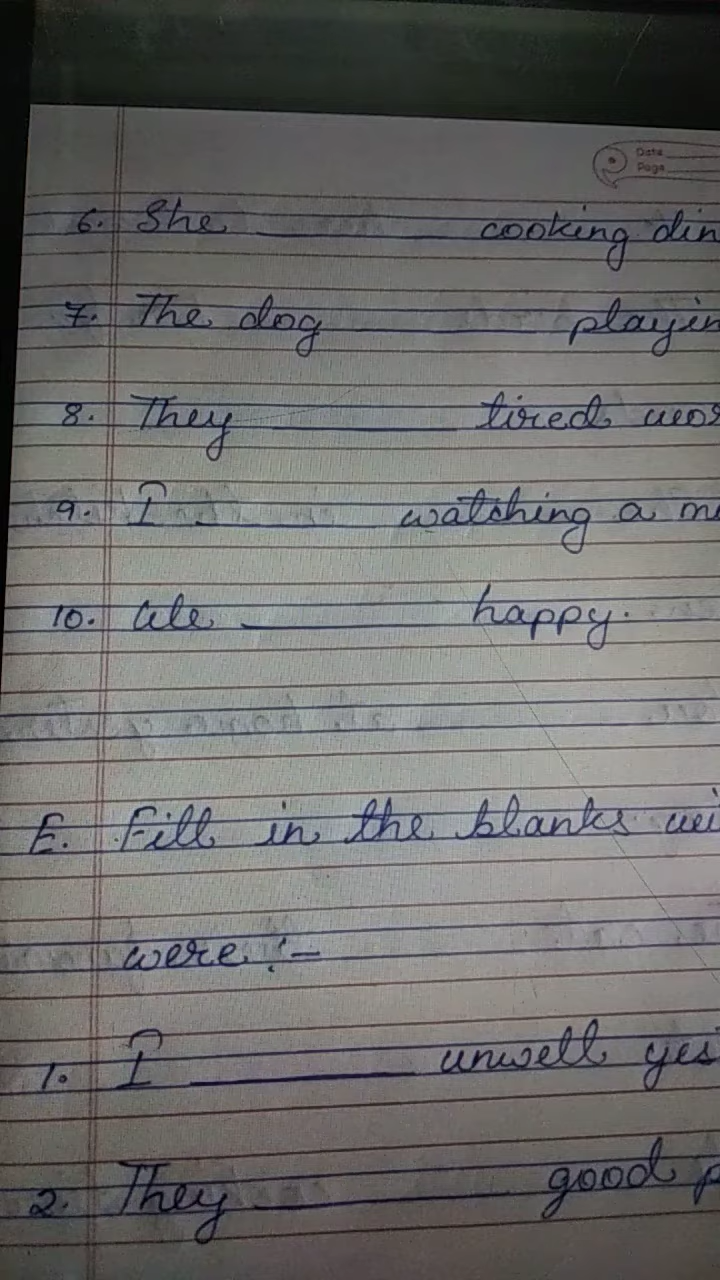 Date
Page
6. She ______ cooking din
7. The dog ______ playin
8. They ______ tired
9. I ______ watching a m
10. We ______ happy.
E. Fill in the blanks wi
were :-
1. I ______ unwell yes
2. They ______ good p